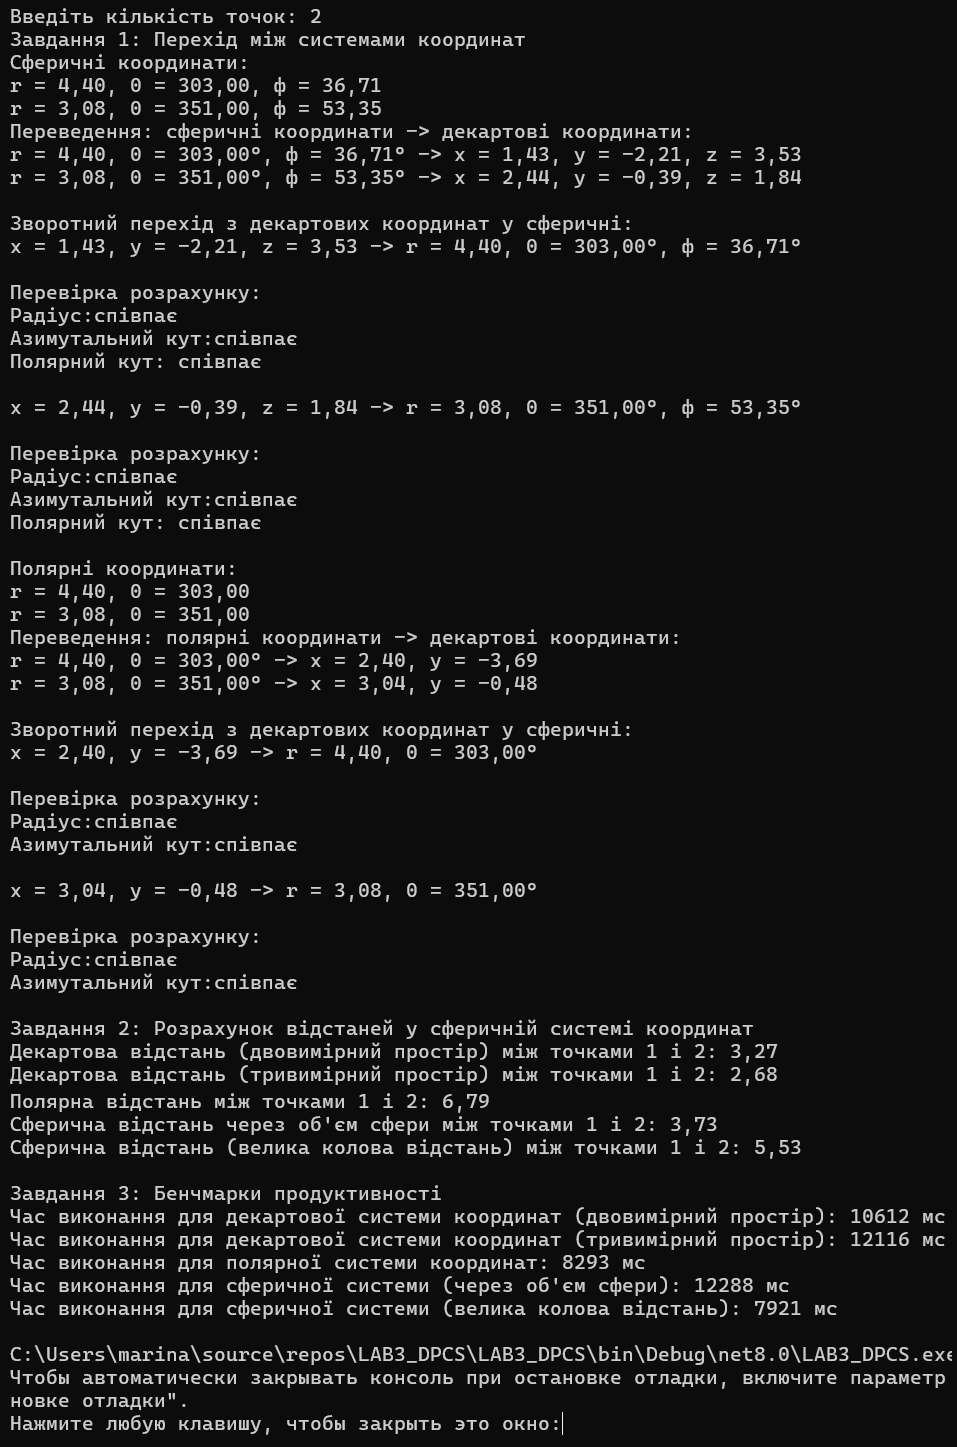 Введіть кількість точок: 2
Завдання 1: Перехід між системами координат
Сферичні координати:
r = 4,40, 0 = 303,00, ф = 36,71
r = 3,08, 0 = 351,00, ф = 53,35
Переведення: сферичні координати -> декартові координати:
r = 4,40, 0 = 303,00°, ф = 36,71° -> x = 1,43, y = -2,21, z = 3,53
r = 3,08, 0 = 351,00°, ф = 53,35° -> x = 2,44, y = -0,39, z = 1,84
Зворотний перехід з декартових координат у сферичні:
x = 1,43, y = -2,21, z = 3,53 -> r = 4,40, 0 = 303,00°, ф = 36,71°
Перевірка розрахунку:
Радіус:співпає
Азимутальний кут:співпає
Полярний кут: співпає
x = 2,44, y = -0,39, z = 1,84 -> r = 3,08, 0 = 351,00°, ф = 53,35°
Перевірка розрахунку:
Радіус:співпає
Азимутальний кут:співпає
Полярний кут: співпає
Полярні координати:
r = 4,40, 0 = 303,00
r = 3,08, 0 = 351,00
Переведення: полярні координати -> декартові координати:
r = 4,40, 0 = 303,00° -> x = 2,40, y = -3,69
r = 3,08, 0 = 351,00° -> x = 3,04, y = -0,48
Зворотний перехід з декартових координат у сферичні:
x = 2,40, y = -3,69 -> r = 4,40, 0 = 303,00°
Перевірка розрахунку:
Радіус:співпає
Азимутальний кут:співпає
x = 3,04, y = -0,48 -> r = 3,08, 0 = 351,00°
Перевірка розрахунку:
Радіус:співпає
Азимутальний кут:співпає
Завдання 2: Розрахунок відстаней у сферичній системі координат
Декартова відстань (двовимірний простір) між точками 1 і 2: 3,27
Декартова відстань (тривимірний простір) між точками 1 і 2: 2,68
Полярна відстань між точками 1 і 2: 6,79
Сферична відстань через об'єм сфери між точками 1 і 2: 3,73
Сферична відстань (велика колова відстань) між точками 1 і 2: 5,53
Завдання 3: Бенчмарки продуктивності
Час виконання для декартової системи координат (двовимірний простір): 10612 мс
Час виконання для декартової системи координат (тривимірний простір): 12116 мс
Час виконання для полярної системи координат: 8293 мс
Час виконання для сферичної системи (через об'єм сфери): 12288 мс
Час виконання для сферичної системи (велика колова відстань): 7921 мс
C:\Users\marina\source\repos\LAB3_DPCS\LAB3_DPCS\bin\Debug\net8.0\LAB3_DPCS.exe
Чтобы автоматически закрывать консоль при остановке отладки, включите параметр
новке отладки".
Нажмите любую клавишу, чтобы закрыть это окно: